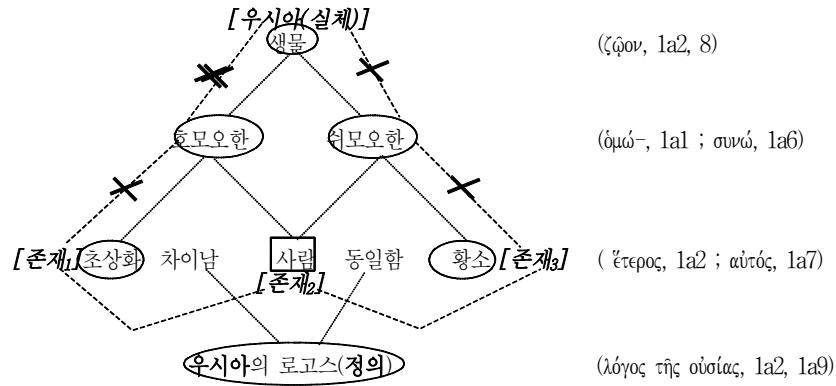 [우시아(실체)]
생물 (ζῷον, 1a2, 8)
호모오한 쉬모오한 (ὁμώ-, 1a1 ; συνώ, 1a6)
[존재1] 초상화 차이남 사람 동일함 황소 [존재3] ( ἕτερος, 1a2 ; αὐτός, 1a7)
[존재2]
우시아의 로고스(정의) (λόγος τῆς οὐσίας, 1a2, 1a9)